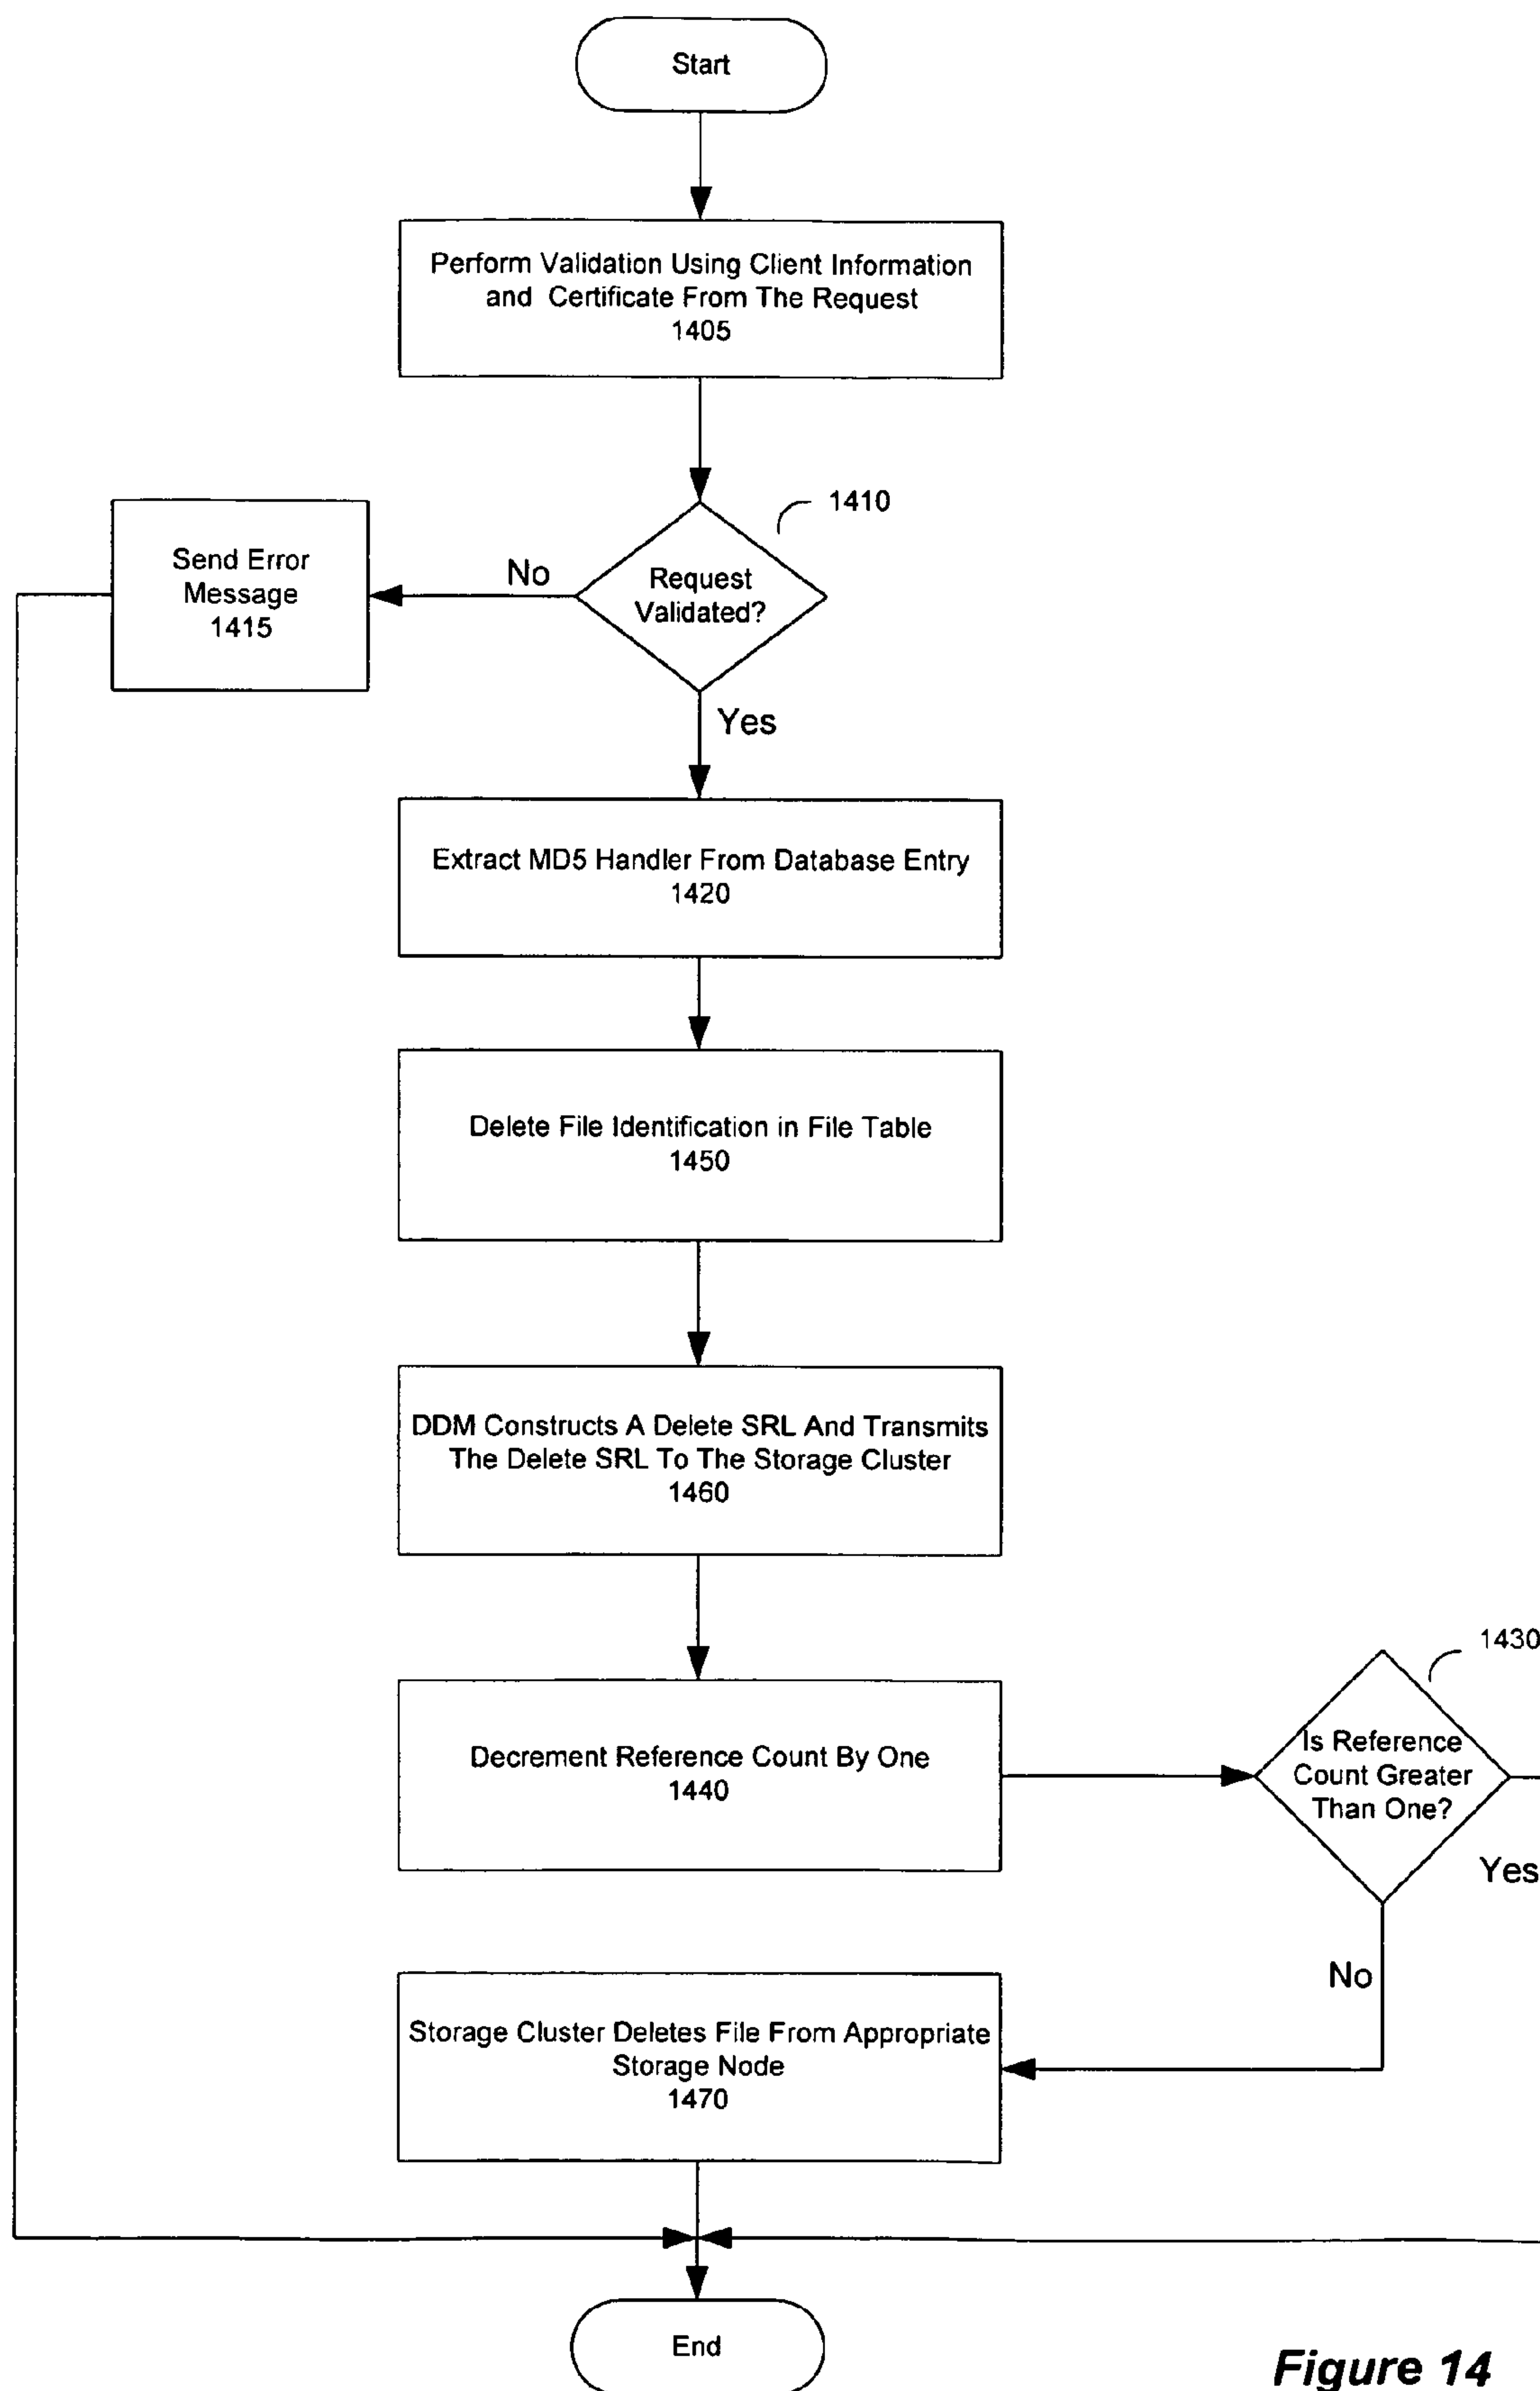 Start
Perform Validation Using Client Information
and Certificate From The Request
1405
1410
Request
Validated?
No
Send Error
Message
1415
Yes
Extract MD5 Handler From Database Entry
1420
Delete File Identification in File Table
1450
DDM Constructs A Delete SRL And Transmits
The Delete SRL To The Storage Cluster
1460
Decrement Reference Count By One
1440
1430
Is Reference
Count Greater
Than One?
Yes
No
Storage Cluster Deletes File From Appropriate
Storage Node
1470
End
Figure 14